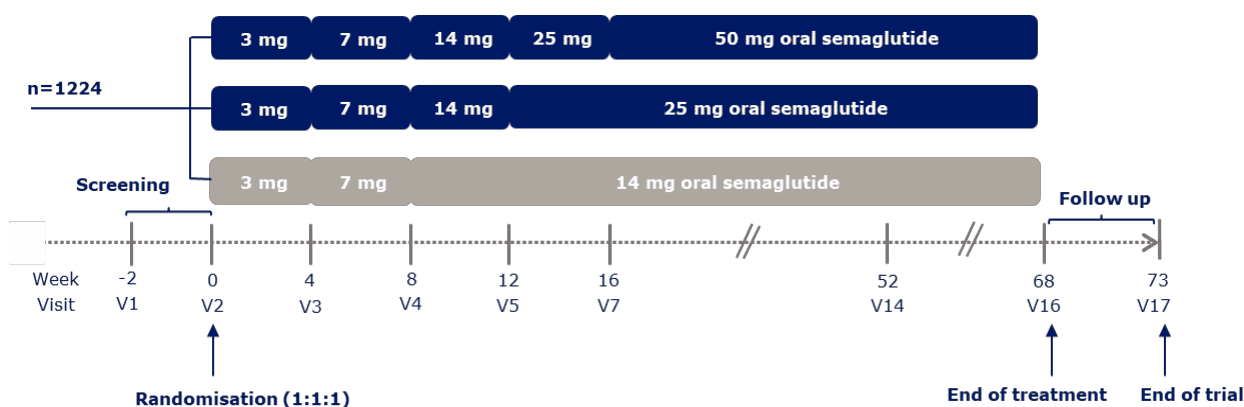 3 mg 7 mg 14 mg 25 mg 50 mg oral semaglutide
n=1224
3 mg 7 mg 14 mg 25 mg oral semaglutide
3 mg 7 mg 14 mg oral semaglutide
Screening
Follow up
Week -2 0 4 8 12 16 52 68 73
Visit V1 V2 V3 V4 V5 V7 V14 V16 V17
Randomisation (1:1:1) End of treatment End of trial